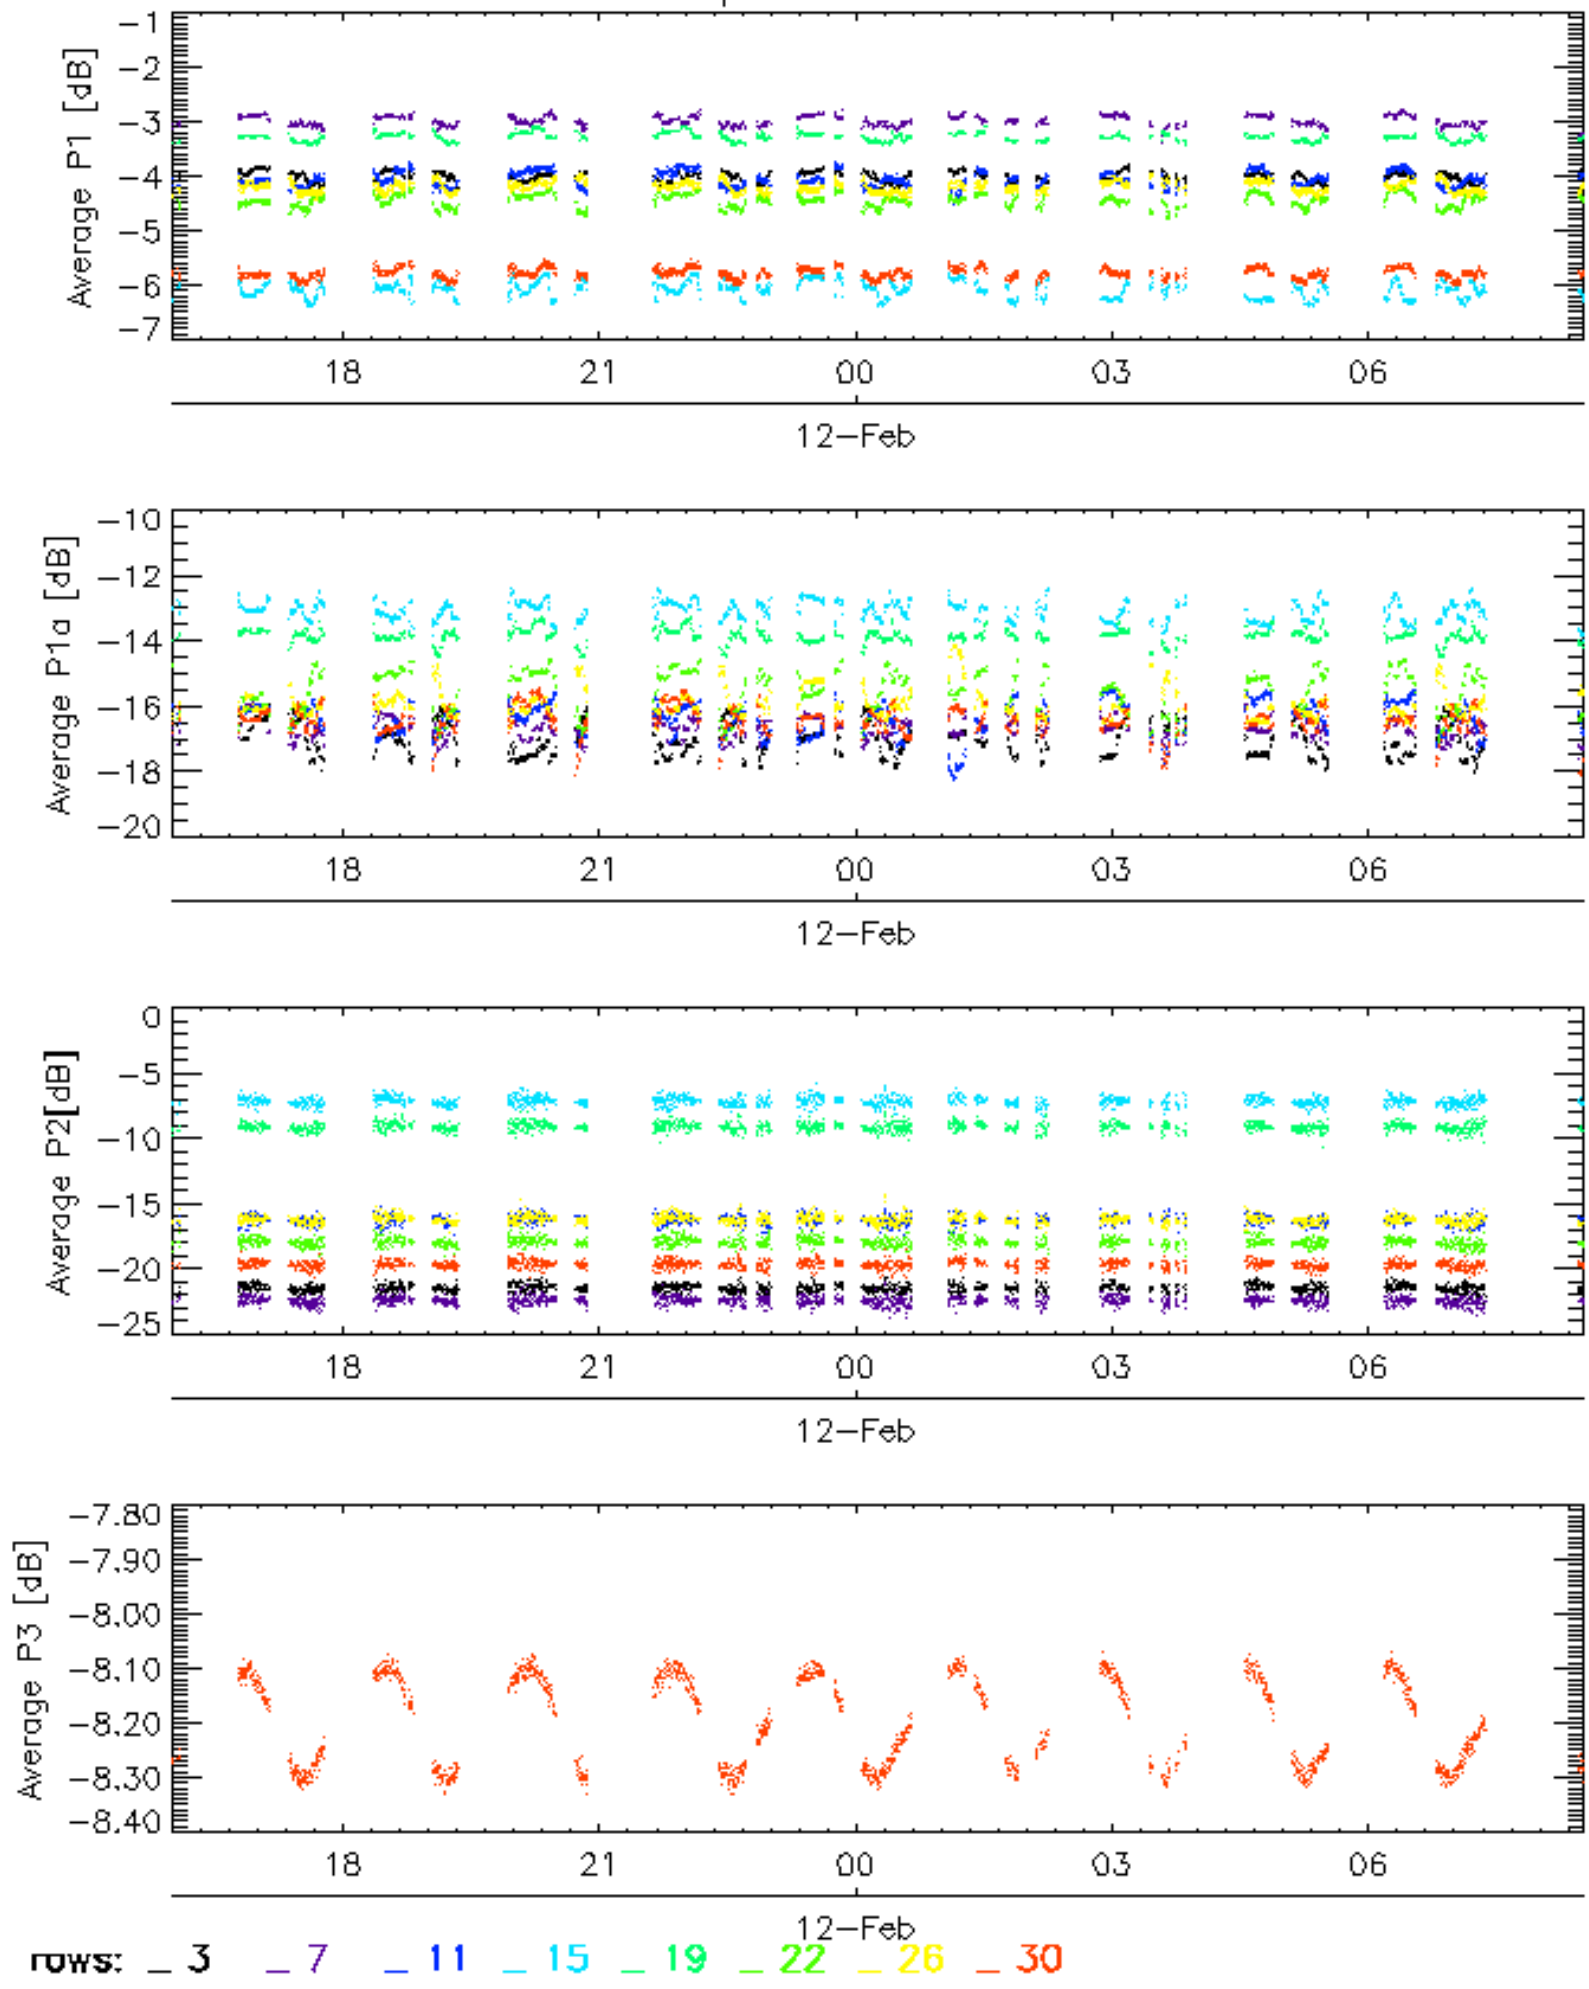 Average P1 [dB]
-1
-2
-3
-4
-5
-6
-7
18 21 00 03 06
12-Feb
Average P1a [dB]
-10
-12
-14
-16
-18
-20
18 21 00 03 06
12-Feb
Average P2[dB]
0
-5
-10
-15
-20
-25
18 21 00 03 06
12-Feb
Average P3 [dB]
-7.80
-7.90
-8.00
-8.10
-8.20
-8.30
-8.40
18 21 00 03 06
12-Feb
rows: _ 3 _ 7 _ 11 _ 15 _ 19 _ 22 _ 26 _ 30